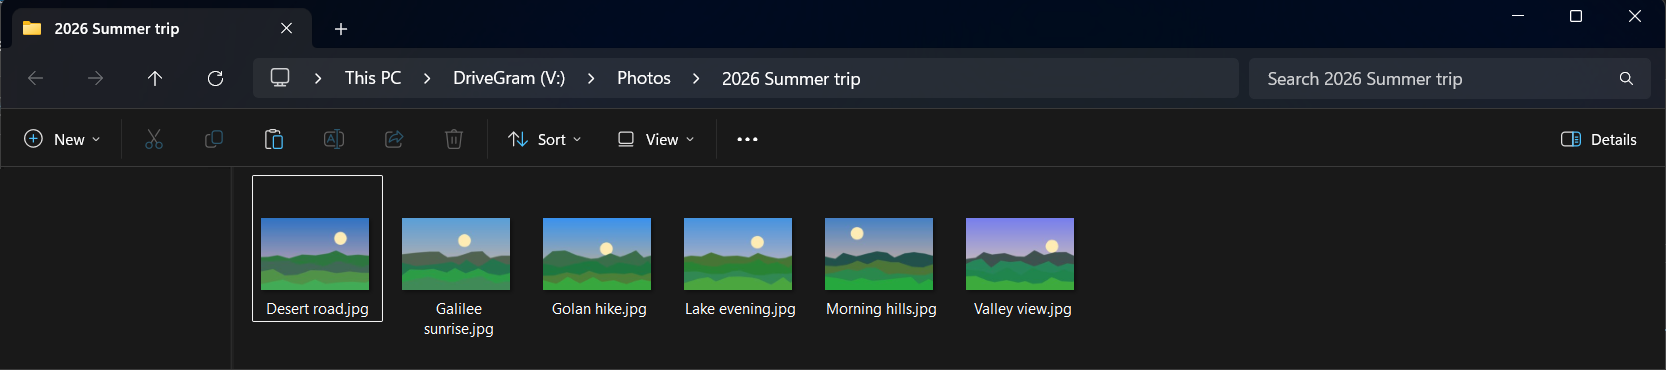 2026 Summer trip
This PC > DriveGram (V:) > Photos > 2026 Summer trip
Search 2026 Summer trip
New
Sort
View
Details
Desert road.jpg
Galilee
sunrise.jpg
Golan hike.jpg
Lake evening.jpg
Morning hills.jpg
Valley view.jpg